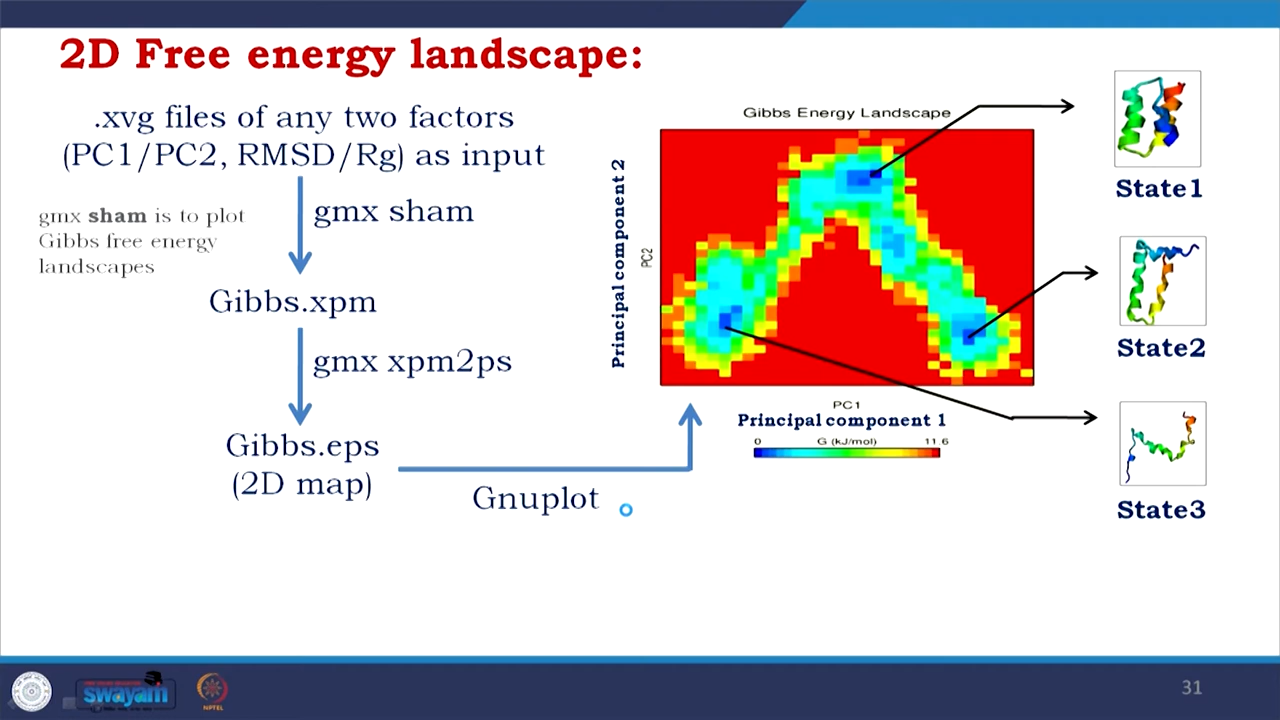 2D Free energy landscape:
.xvg files of any two factors
(PC1/PC2, RMSD/Rg) as input
gmx sham is to plot
Gibbs free energy
landscapes
gmx sham
Gibbs.xpm
gmx xpm2ps
Gibbs.eps
(2D map)
Gnuplot
Gibbs Energy Landscape
Principal component 2
PC2
PC1
Principal component 1
0 G (kJ/mol) 11.6
State1
State2
State3
swayam
NPTEL
31